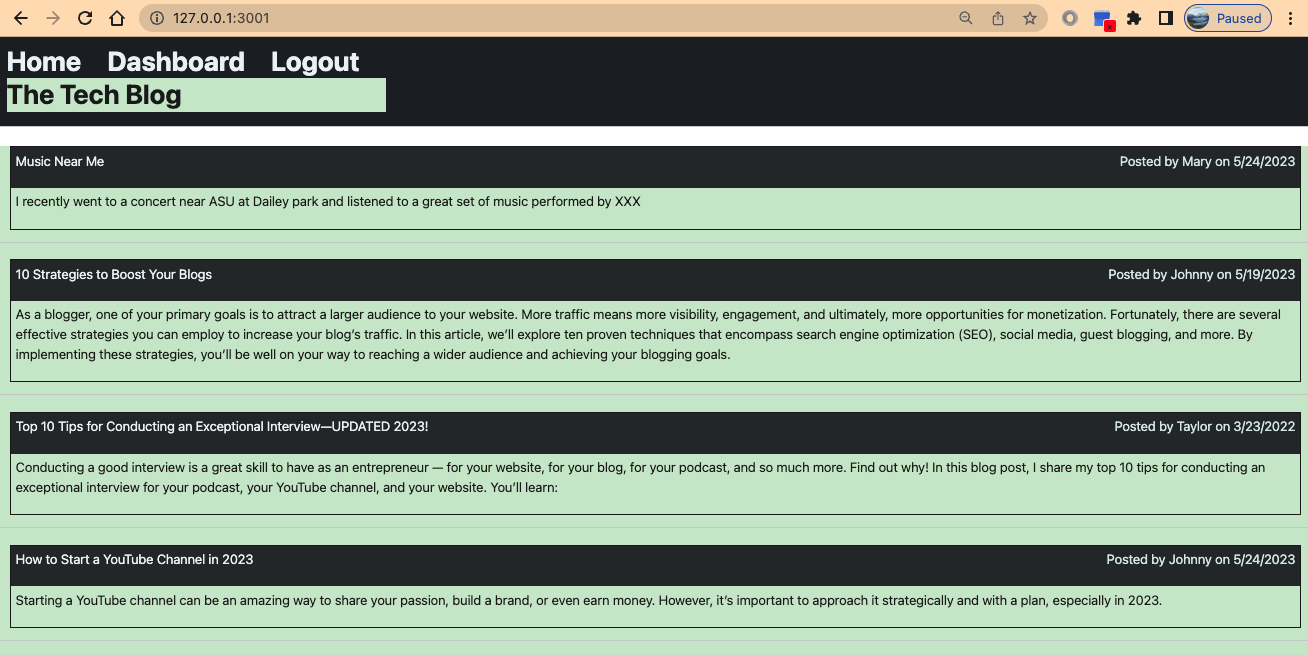 127.0.0.1:3001
Paused
Home Dashboard Logout
The Tech Blog
Music Near Me Posted by Mary on 5/24/2023
I recently went to a concert near ASU at Dailey park and listened to a great set of music performed by XXX
10 Strategies to Boost Your Blogs Posted by Johnny on 5/19/2023
As a blogger, one of your primary goals is to attract a larger audience to your website. More traffic means more visibility, engagement, and ultimately, more opportunities for monetization. Fortunately, there are several
effective strategies you can employ to increase your blog’s traffic. In this article, we’ll explore ten proven techniques that encompass search engine optimization (SEO), social media, guest blogging, and more. By
implementing these strategies, you’ll be well on your way to reaching a wider audience and achieving your blogging goals.
Top 10 Tips for Conducting an Exceptional Interview—UPDATED 2023! Posted by Taylor on 3/23/2022
Conducting a good interview is a great skill to have as an entrepreneur — for your website, for your blog, for your podcast, and so much more. Find out why! In this blog post, I share my top 10 tips for conducting an
exceptional interview for your podcast, your YouTube channel, and your website. You’ll learn:
How to Start a YouTube Channel in 2023 Posted by Johnny on 5/24/2023
Starting a YouTube channel can be an amazing way to share your passion, build a brand, or even earn money. However, it’s important to approach it strategically and with a plan, especially in 2023.